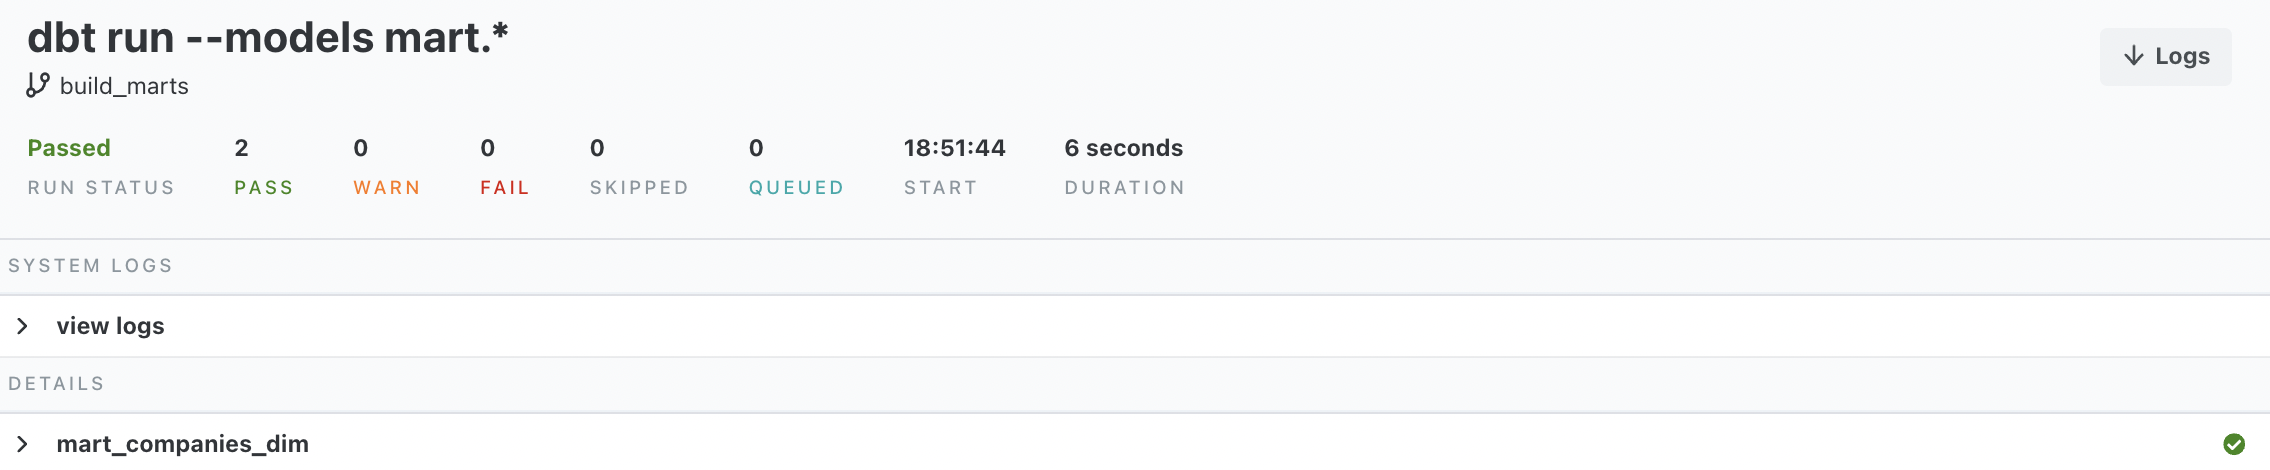 dbt run --models mart.*
Logs
build_marts
Passed 2 0 0 0 0 18:51:44 6 seconds
RUN STATUS PASS WARN FAIL SKIPPED QUEUED START DURATION
SYSTEM LOGS
view logs
DETAILS
mart_companies_dim